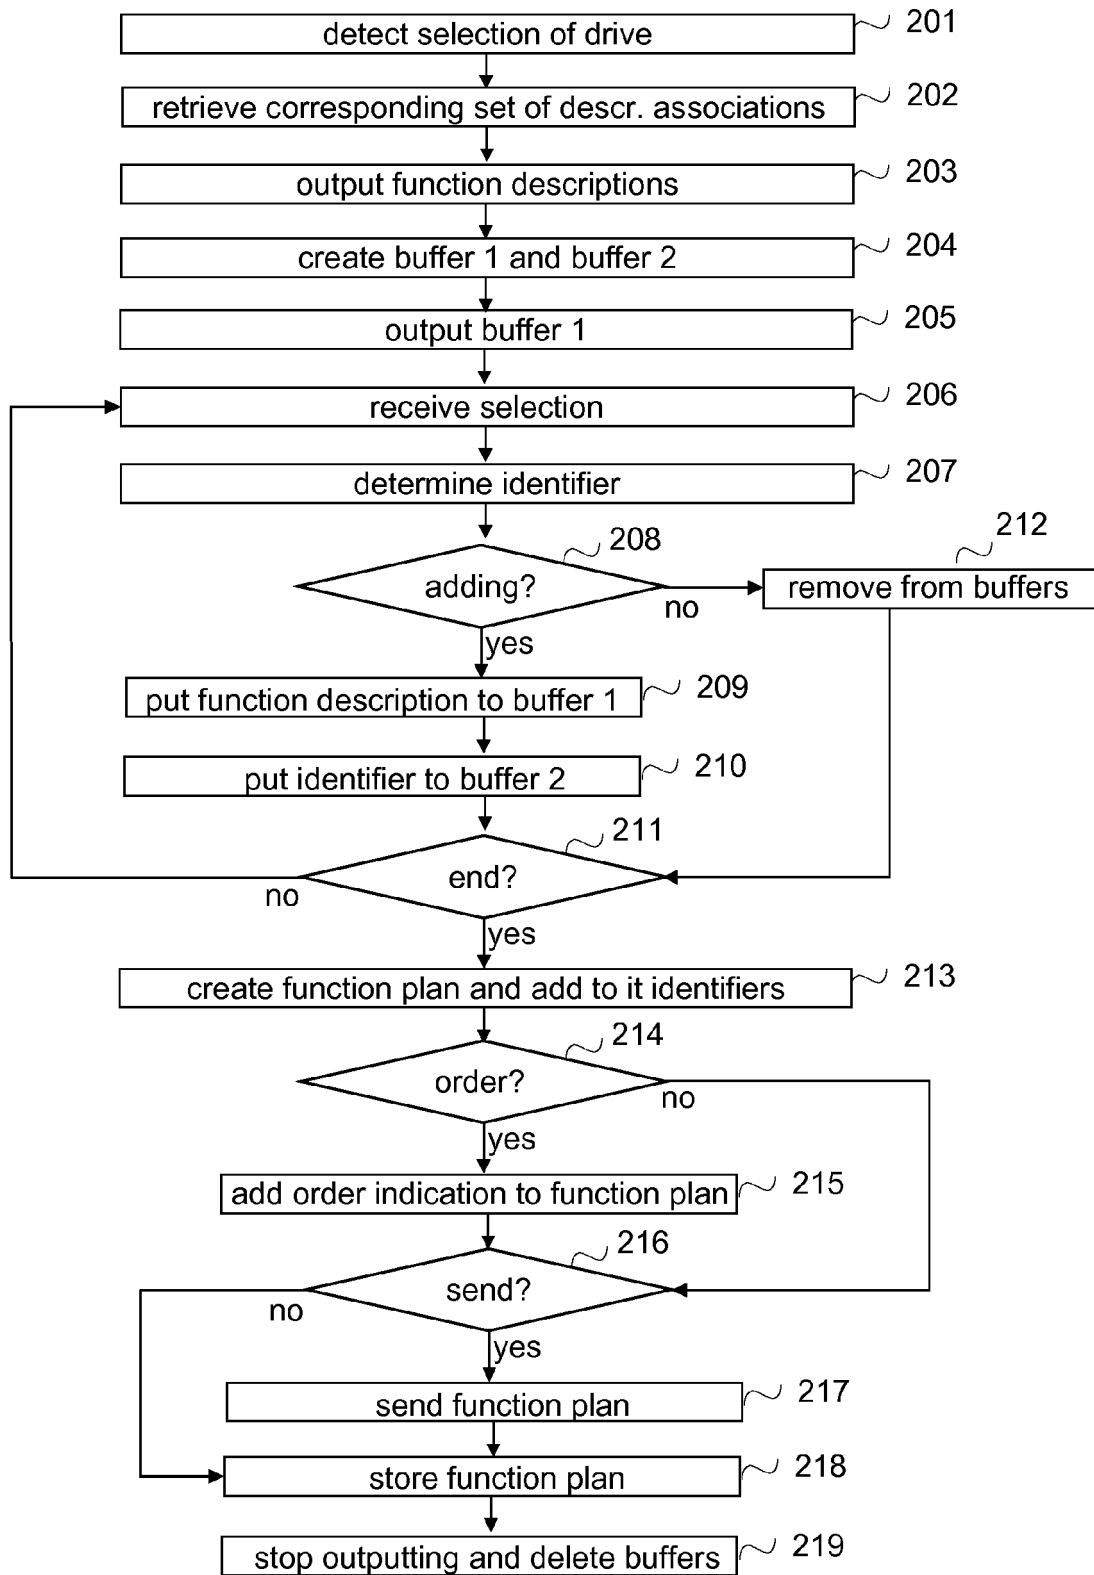 detect selection of drive 201
retrieve corresponding set of descr. associations 202
output function descriptions 203
create buffer 1 and buffer 2 204
output buffer 1 205
receive selection 206
determine identifier 207
208
212
adding?
remove from buffers
no
yes
put function description to buffer 1 209
put identifier to buffer 2 210
211
end?
no
yes
create function plan and add to it identifiers 213
214
order?
no
yes
add order indication to function plan 215
216
send?
no
yes
send function plan 217
store function plan 218
stop outputting and delete buffers 219